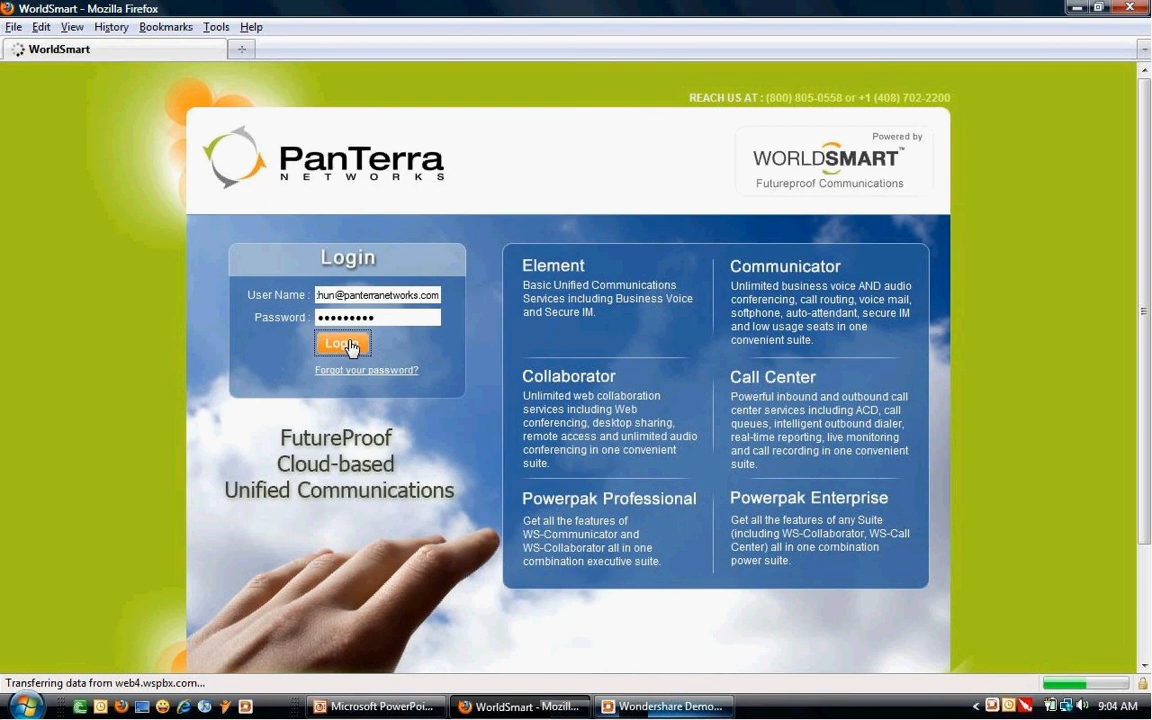 WorldSmart - Mozilla Firefox
File Edit View History Bookmarks Tools Help
WorldSmart
REACH US AT : (800) 805-0558 or +1 (408) 702-2200
PanTerra
NETWORKS
Powered by
WORLDSMART™
Futureproof Communications
Login
User Name : :hun@panterranetworks.com
Password : •••••••••
Login
Forgot your password?
FutureProof
Cloud-based
Unified Communications
Element
Basic Unified Communications
Services including Business Voice
and Secure IM.
Communicator
Unlimited business voice AND audio
conferencing, call routing, voice mail,
softphone, auto-attendant, secure IM
and low usage seats in one
convenient suite.
Collaborator
Unlimited web collaboration
services including Web
conferencing, desktop sharing,
remote access and unlimited audio
conferencing in one convenient
suite.
Call Center
Powerful inbound and outbound call
center services including ACD, call
queues, intelligent outbound dialer,
real-time reporting, live monitoring
and call recording in one convenient
suite.
Powerpak Professional
Get all the features of
WS-Communicator and
WS-Collaborator all in one
combination executive suite.
Powerpak Enterprise
Get all the features of any Suite
(including WS-Collaborator, WS-Call
Center) all in one combination
power suite.
Transferring data from web4.wspbx.com...
Microsoft PowerPoi... WorldSmart - Mozill... Wondershare Demo... 9:04 AM